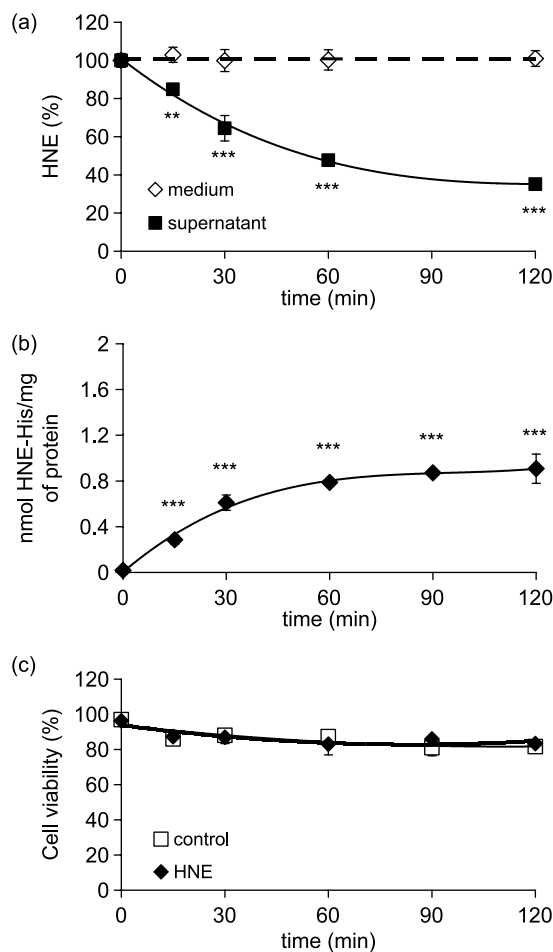 (a)
120
100
80
60
40
20
0
HNE (%)
**
***
***
***
medium
supernatant
0 30 60 90 120
time (min)
(b)
2
1.6
1.2
0.8
0.4
0
nmol HNE-His/mg
of protein
***
***
***
***
***
0 30 60 90 120
time (min)
(c)
120
100
80
60
40
20
0
Cell viability (%)
control
HNE
0 30 60 90 120
time (min)